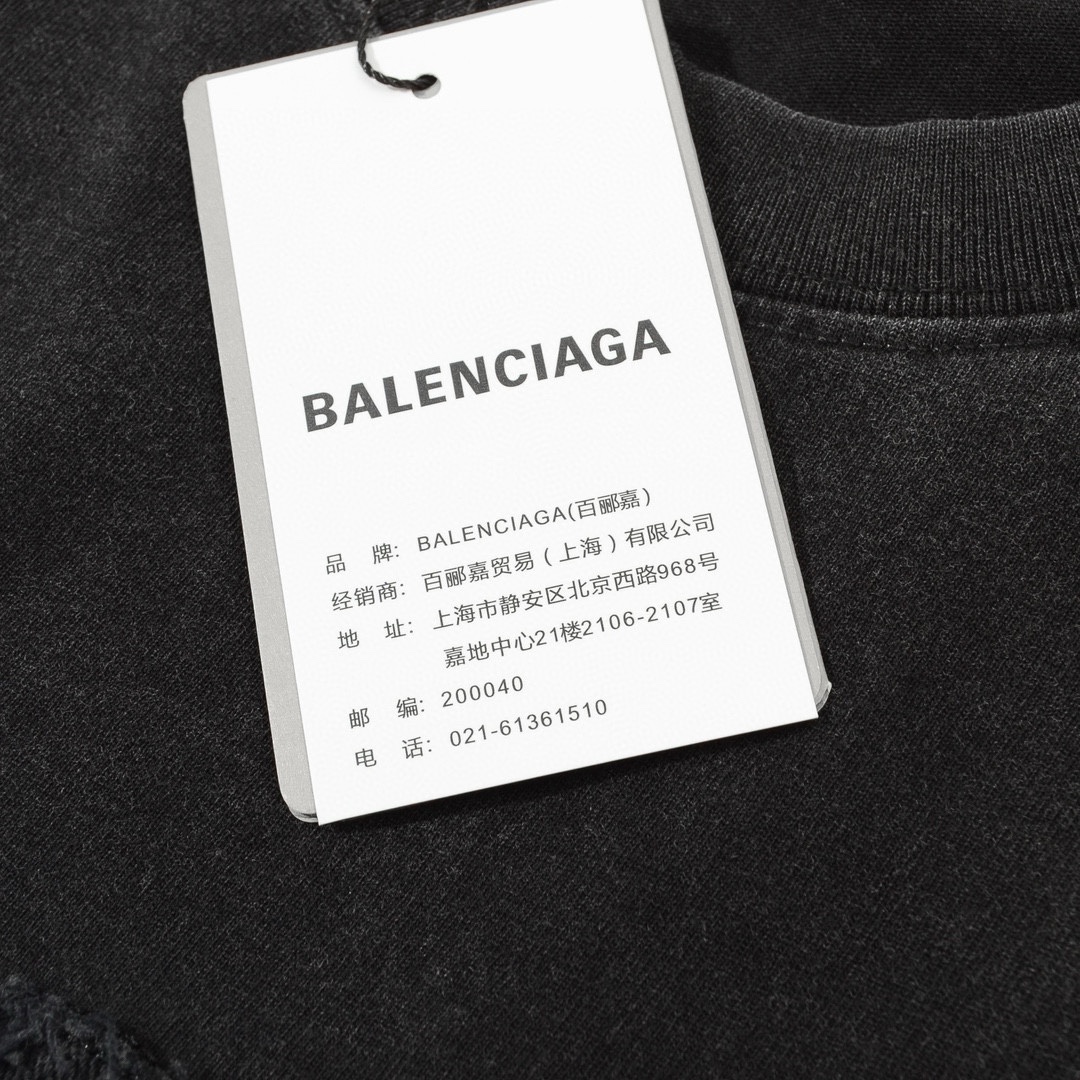 BALENCIAGA
品 牌: BALENCIAGA(百郦嘉)
经销商: 百郦嘉贸易(上海)有限公司
地 址: 上海市静安区北京西路968号
嘉地中心21楼2106-2107室
邮 编: 200040
电 话: 021-61361510